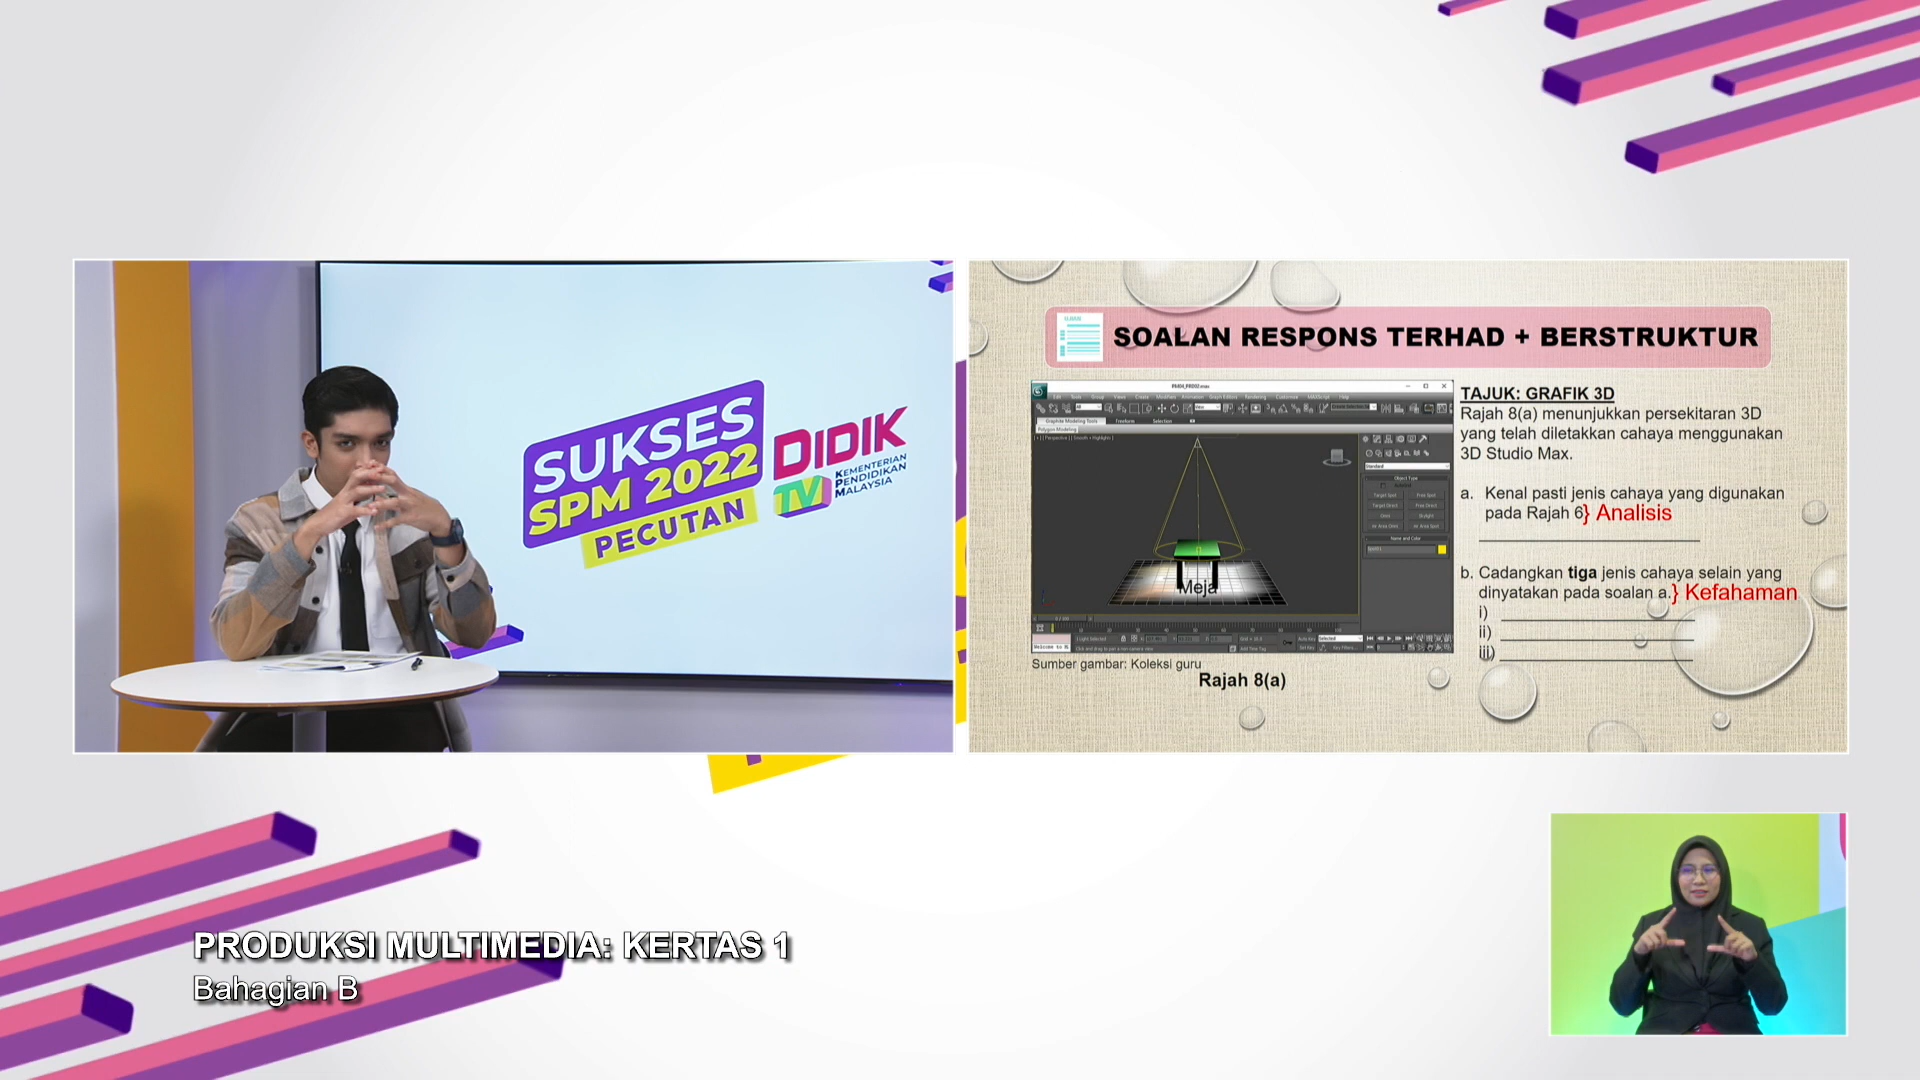 SUKSES
SPM 2022
PECUTAN
DIDIK
TV
KEMENTERIAN
PENDIDIKAN
MALAYSIA
SOALAN RESPONS TERHAD + BERSTRUKTUR
Meja
Sumber gambar: Koleksi guru
Rajah 8(a)
TAJUK: GRAFIK 3D
Rajah 8(a) menunjukkan persekitaran 3D
yang telah diletakkan cahaya menggunakan
3D Studio Max.
a. Kenal pasti jenis cahaya yang digunakan
pada Rajah 6} Analisis
b. Cadangkan tiga jenis cahaya selain yang
dinyatakan pada soalan a.} Kefahaman
i)
ii)
iii)
PRODUKSI MULTIMEDIA: KERTAS 1
Bahagian B